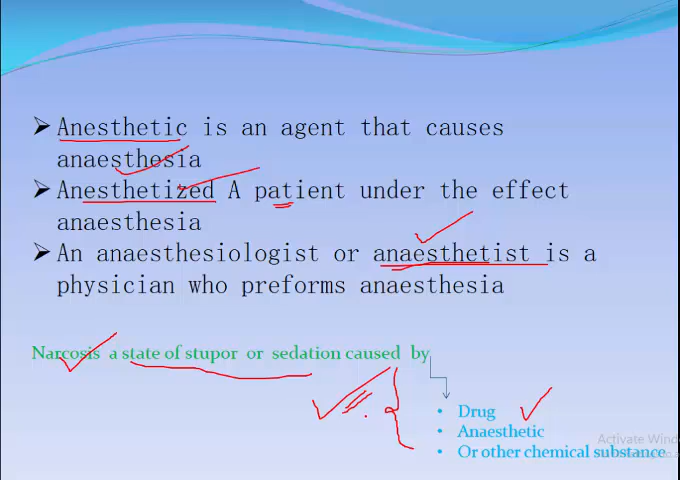 Anesthetic is an agent that causes
anaesthesia
Anesthetized A patient under the effect
anaesthesia
An anaesthesiologist or anaesthetist is a
physician who preforms anaesthesia
Narcosis a state of stupor or sedation caused by
Drug
Anaesthetic
Activate Wind
Or other chemical substance